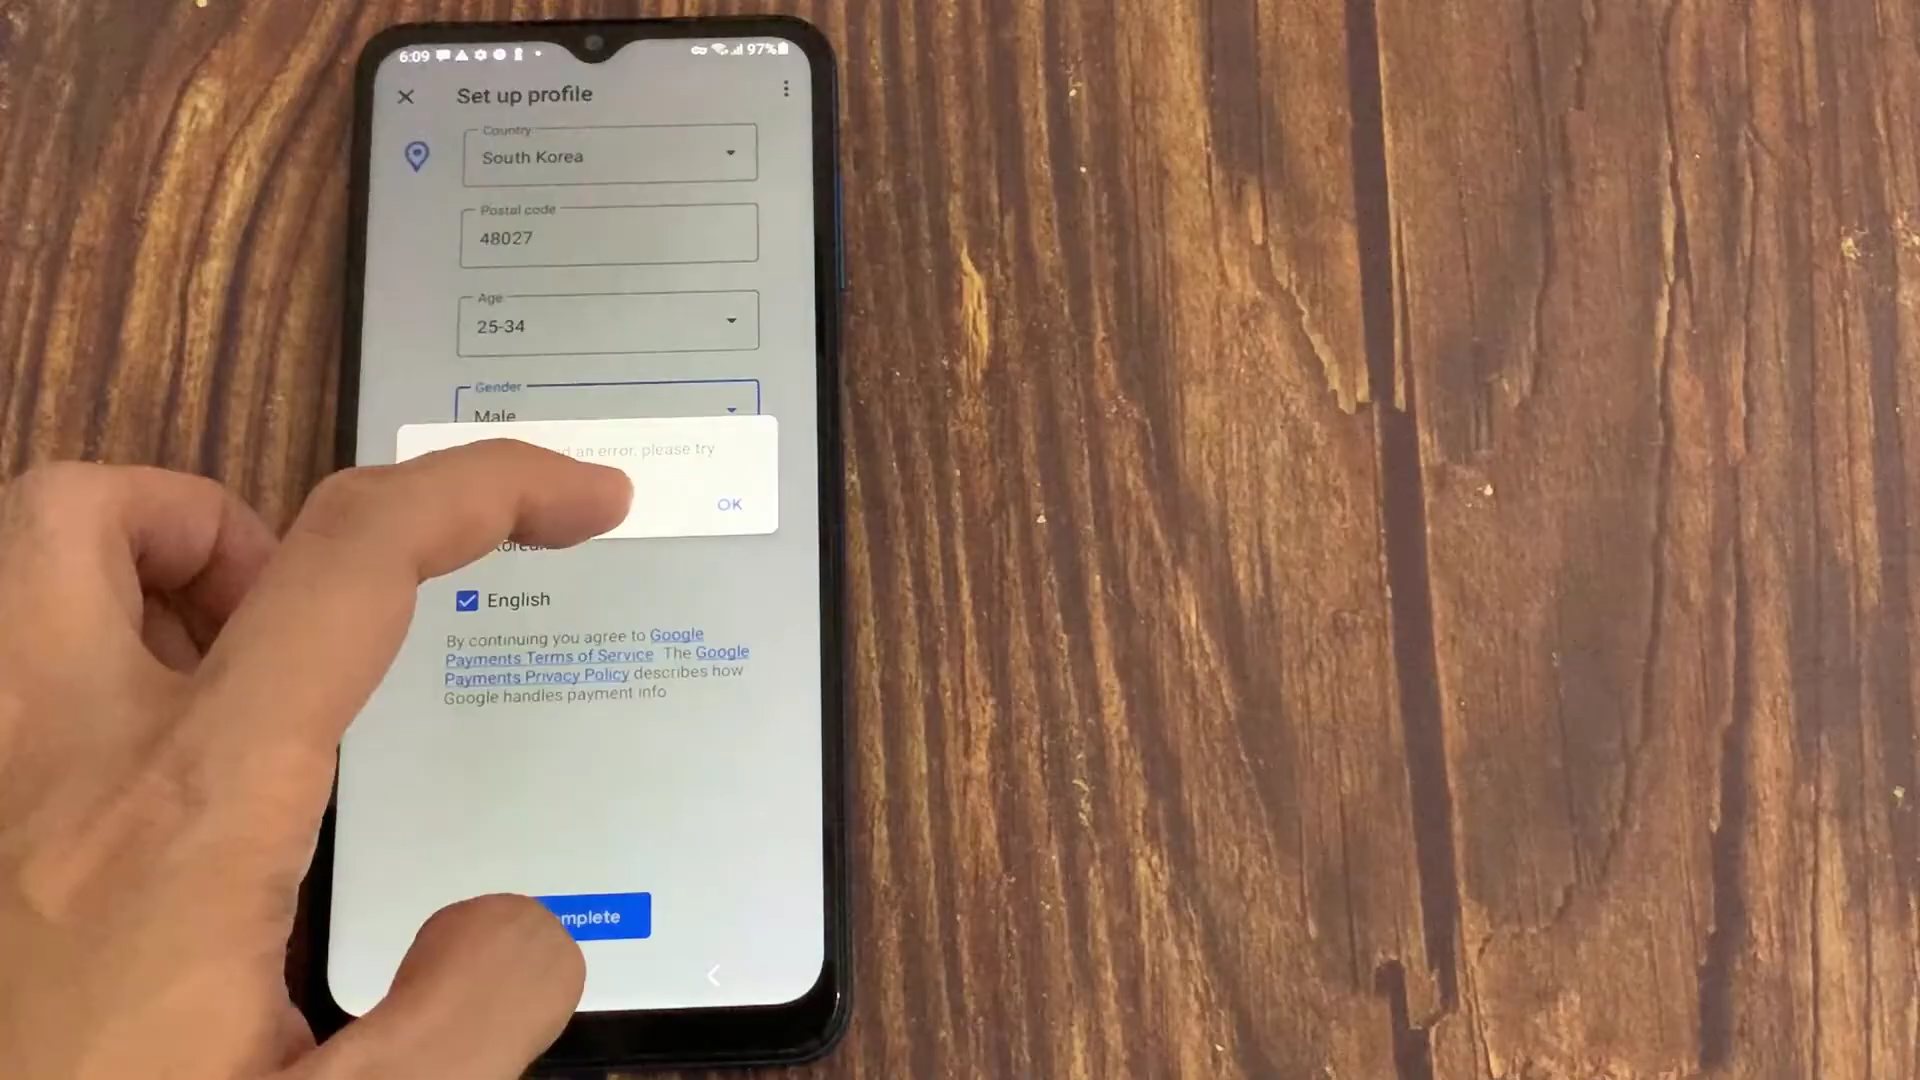 6:09 97%
Set up profile
Country
South Korea
Postal code
48027
Age
25-34
Gender
Male
an error, please try
OK
English
By continuing you agree to Google
Payments Terms of Service The Google
Payments Privacy Policy describes how
Google handles payment info
mplete